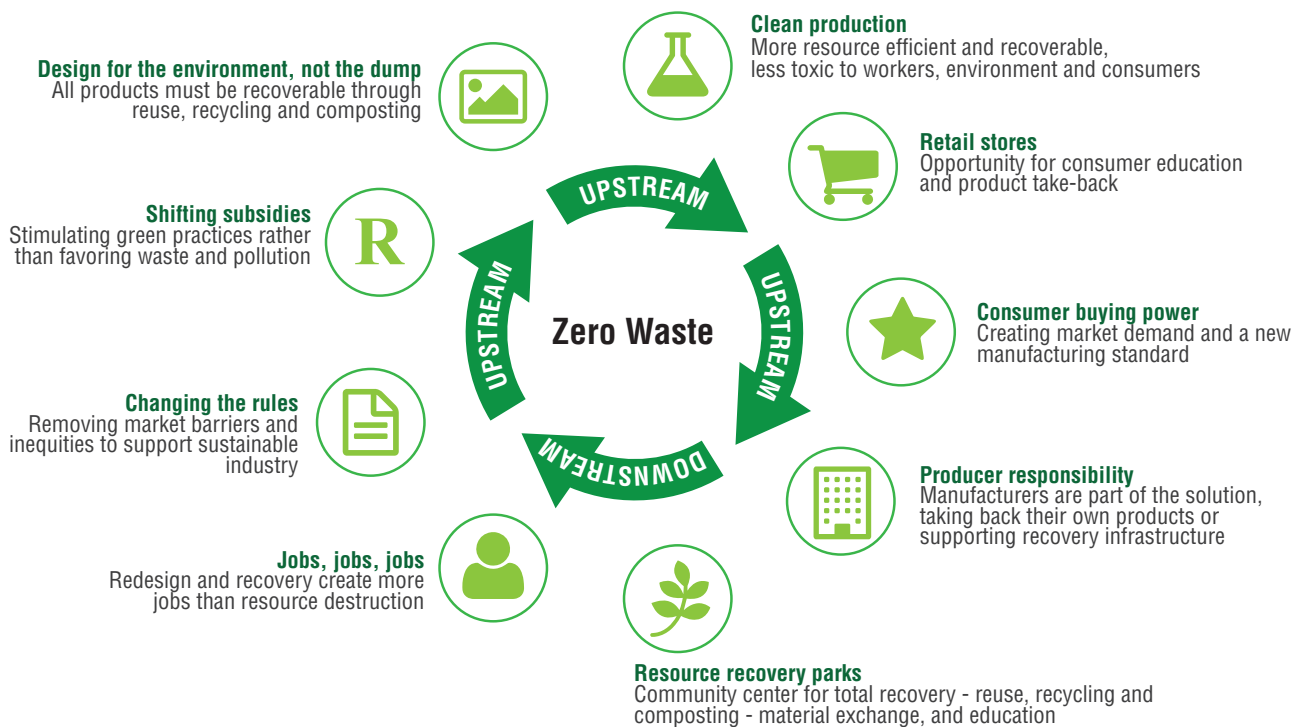 Clean production
More resource efficient and recoverable,
less toxic to workers, environment and consumers
Retail stores
Opportunity for consumer education
and product take-back
Consumer buying power
Creating market demand and a new
manufacturing standard
Producer responsibility
Manufacturers are part of the solution,
taking back their own products or
supporting recovery infrastructure
Resource recovery parks
Community center for total recovery - reuse, recycling and
composting - material exchange, and education
Jobs, jobs, jobs
Redesign and recovery create more
jobs than resource destruction
Changing the rules
Removing market barriers and
inequities to support sustainable
industry
Shifting subsidies
Stimulating green practices rather
than favoring waste and pollution
R
Design for the environment, not the dump
All products must be recoverable through
reuse, recycling and composting
UPSTREAM
UPSTREAM
DOWNSTREAM
UPSTREAM
Zero Waste